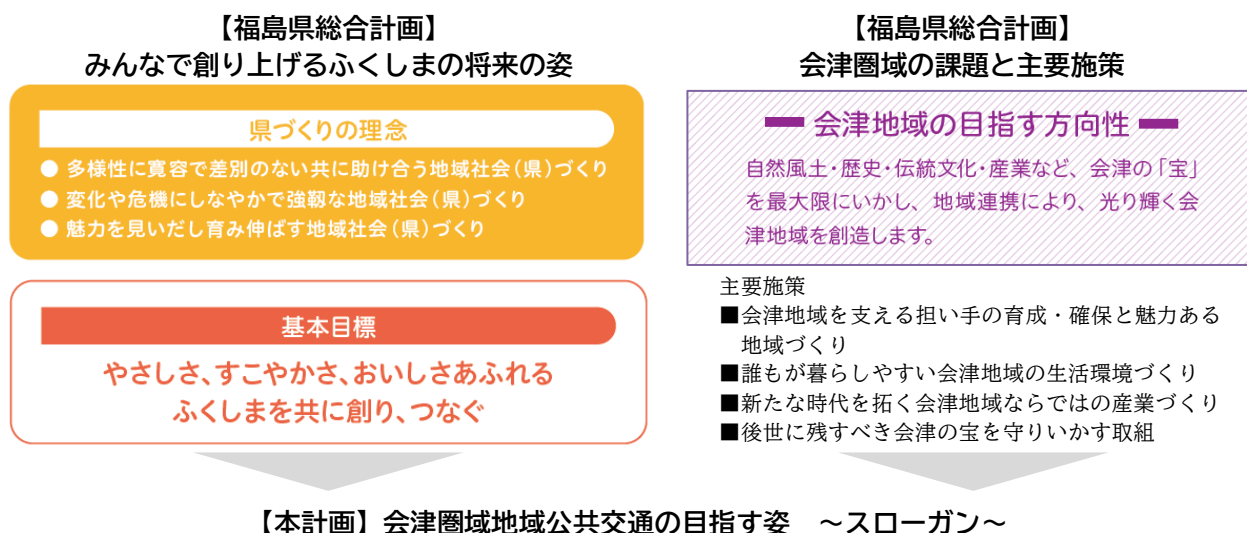 【福島県総合計画】
みんなで創り上げるふくしまの将来の姿
県づくりの理念
● 多様性に寛容で差別のない共に助け合う地域社会(県)づくり
● 変化や危機にしなやかで強靱な地域社会(県)づくり
● 魅力を見いだし育み伸ばす地域社会(県)づくり
基本目標
やさしさ、すこやかさ、おいしさあふれる
ふくしまを共に創り、つなぐ
【福島県総合計画】
会津圏域の課題と主要施策
会津地域の目指す方向性
自然風土・歴史・伝統文化・産業など、会津の「宝」
を最大限にいかし、地域連携により、光り輝く会
津地域を創造します。
主要施策
■会津地域を支える担い手の育成・確保と魅力ある
地域づくり
■誰もが暮らしやすい会津地域の生活環境づくり
■新たな時代を拓く会津地域ならではの産業づくり
■後世に残すべき会津の宝を守りいかす取組
【本計画】会津圏域地域公共交通の目指す姿 ～スローガン～